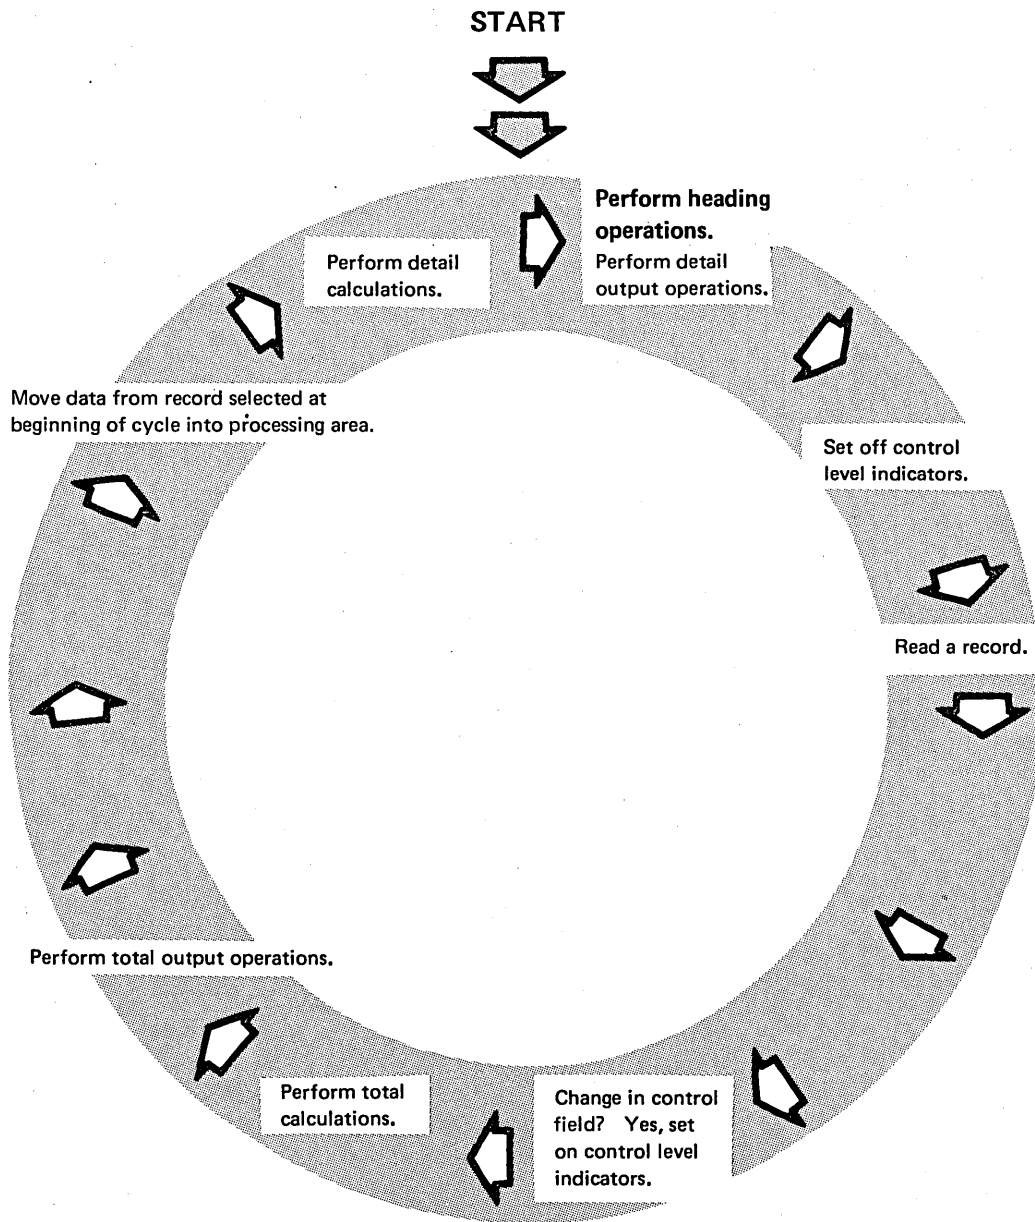 START
Perform heading
operations.
Perform detail
output operations.
Set off control
level indicators.
Read a record.
Change in control
field? Yes, set
on control level
indicators.
Perform total
calculations.
Perform total output operations.
Move data from record selected at
beginning of cycle into processing area.
Perform detail
calculations.